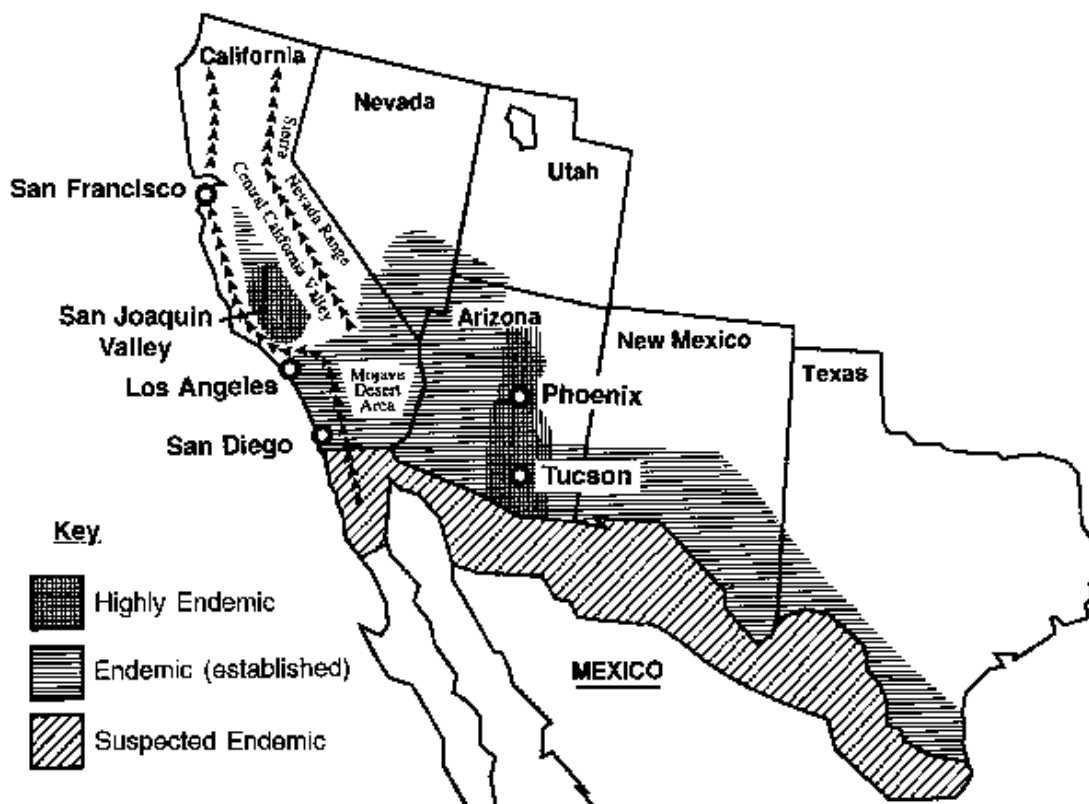 California
Nevada
Utah
Sierra
Nevada Range
Central California Valley
San Francisco
San Joaquin
Valley
Arizona
New Mexico
Texas
Los Angeles
Mojave
Desert
Area
Phoenix
San Diego
Tucson
Key
Highly Endemic
Endemic (established)
MEXICO
Suspected Endemic